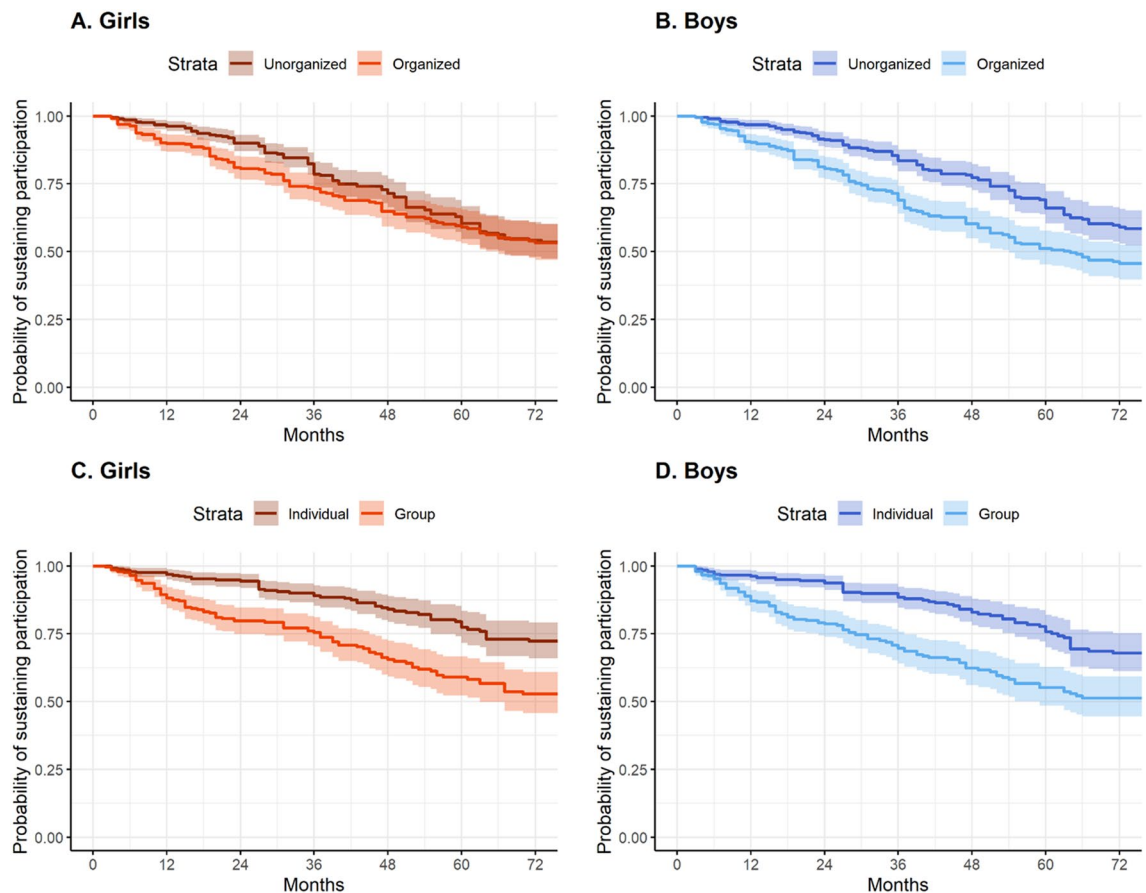 A. Girls
Strata Unorganized Organized
Probability of sustaining participation
1.00
0.75
0.50
0.25
0.00
0 12 24 36 48 60 72
Months
B. Boys
Strata Unorganized Organized
Probability of sustaining participation
1.00
0.75
0.50
0.25
0.00
0 12 24 36 48 60 72
Months
C. Girls
Strata Individual Group
Probability of sustaining participation
1.00
0.75
0.50
0.25
0.00
0 12 24 36 48 60 72
Months
D. Boys
Strata Individual Group
Probability of sustaining participation
1.00
0.75
0.50
0.25
0.00
0 12 24 36 48 60 72
Months